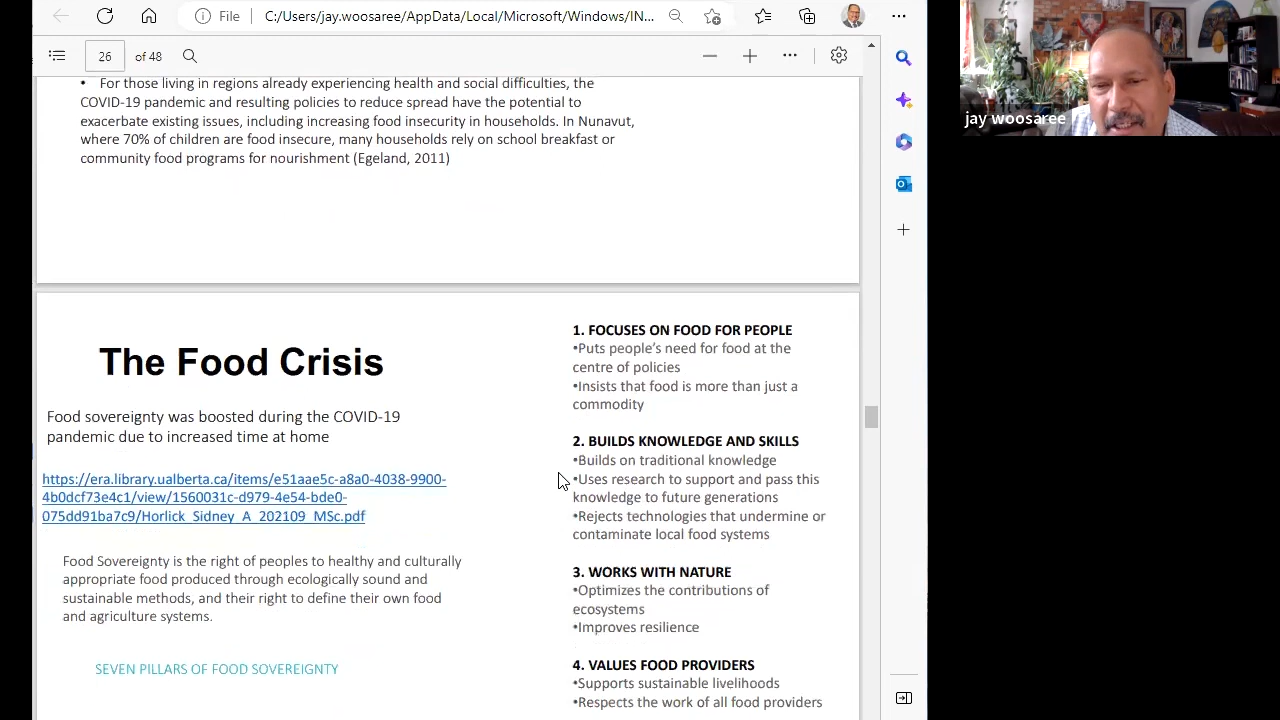 File
C:/Users/jay.woosaree/AppData/Local/Microsoft/Windows/IN...
26 of 48
• For those living in regions already experiencing health and social difficulties, the
COVID-19 pandemic and resulting policies to reduce spread have the potential to
exacerbate existing issues, including increasing food insecurity in households. In Nunavut,
where 70% of children are food insecure, many households rely on school breakfast or
community food programs for nourishment (Egeland, 2011)
jay woosaree
The Food Crisis
Food sovereignty was boosted during the COVID-19
pandemic due to increased time at home
https://era.library.ualberta.ca/items/e51aae5c-a8a0-4038-9900-
4b0dcf73e4c1/view/1560031c-d979-4e54-bde0-
075dd91ba7c9/Horlick_Sidney_A_202109_MSc.pdf
Food Sovereignty is the right of peoples to healthy and culturally
appropriate food produced through ecologically sound and
sustainable methods, and their right to define their own food
and agriculture systems.
SEVEN PILLARS OF FOOD SOVEREIGNTY
1. FOCUSES ON FOOD FOR PEOPLE
•Puts people's need for food at the
centre of policies
•Insists that food is more than just a
commodity
2. BUILDS KNOWLEDGE AND SKILLS
•Builds on traditional knowledge
•Uses research to support and pass this
knowledge to future generations
•Rejects technologies that undermine or
contaminate local food systems
3. WORKS WITH NATURE
•Optimizes the contributions of
ecosystems
•Improves resilience
4. VALUES FOOD PROVIDERS
•Supports sustainable livelihoods
•Respects the work of all food providers